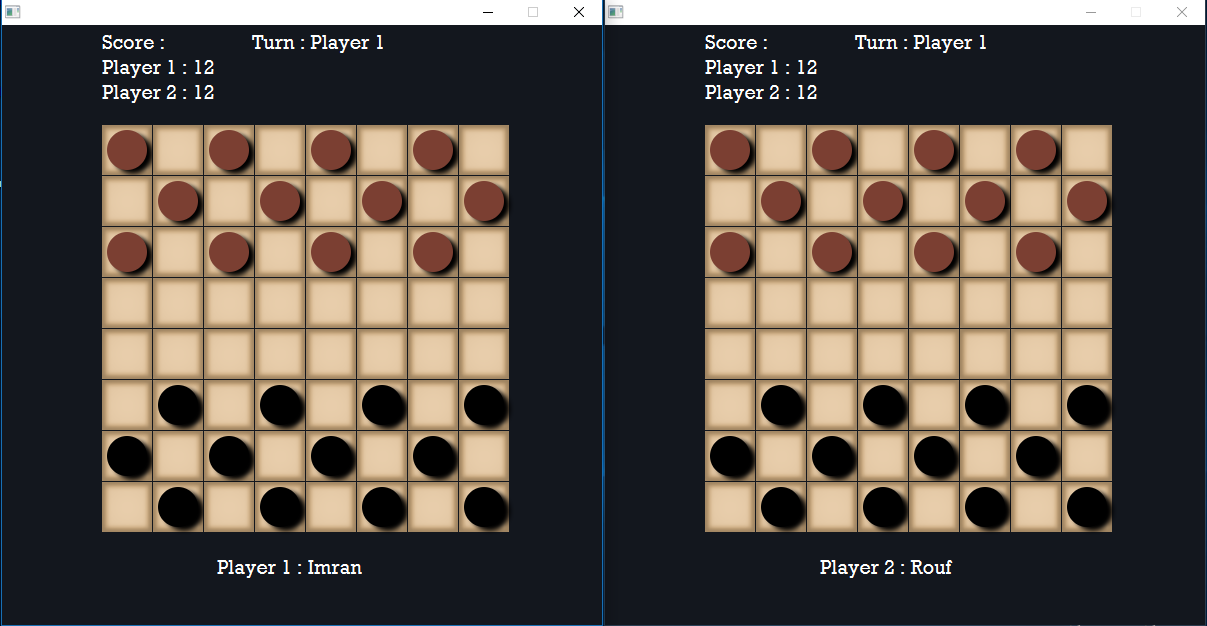 Score :
Turn : Player 1
Player 1 : 12
Player 2 : 12
Player 1 : Imran
Score :
Turn : Player 1
Player 1 : 12
Player 2 : 12
Player 2 : Rouf